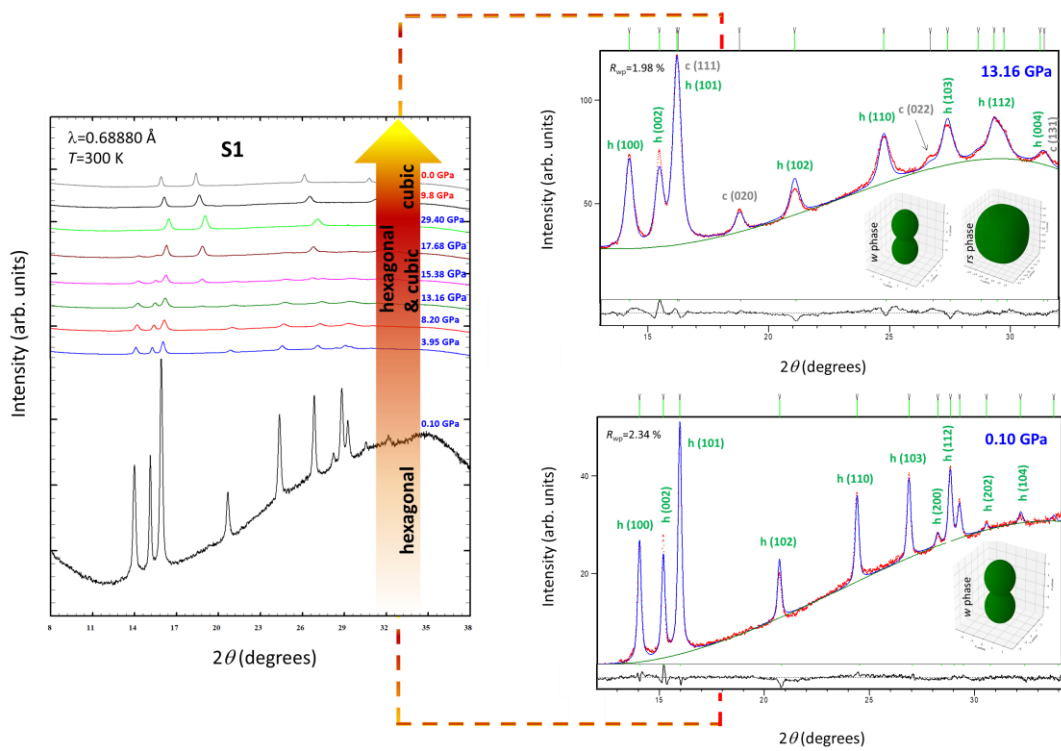 λ=0.68880 Å
T=300 K
S1
0.0 GPa
9.8 GPa
29.40 GPa
17.68 GPa
15.38 GPa
13.16 GPa
8.20 GPa
3.95 GPa
0.10 GPa
cubic
hexagonal
& cubic
hexagonal
Intensity (arb. units)
8 11 14 17 20 23 26 29 32 35 38
2θ (degrees)
Rwp=1.98 %
13.16 GPa
c (111)
h (101)
h (100)
h (002)
c (020)
h (102)
h (110)
c (022)
h (103)
h (112)
h (004)
c (131)
w phase
rs phase
100
50
Intensity (arb. units)
15 20 25 30
2θ (degrees)
Rwp=2.34 %
0.10 GPa
h (100)
h (002)
h (101)
h (102)
h (110)
h (103)
h (200)
h (112)
h (202)
h (104)
w phase
40
20
Intensity (arb. units)
15 20 25 30
2θ (degrees)